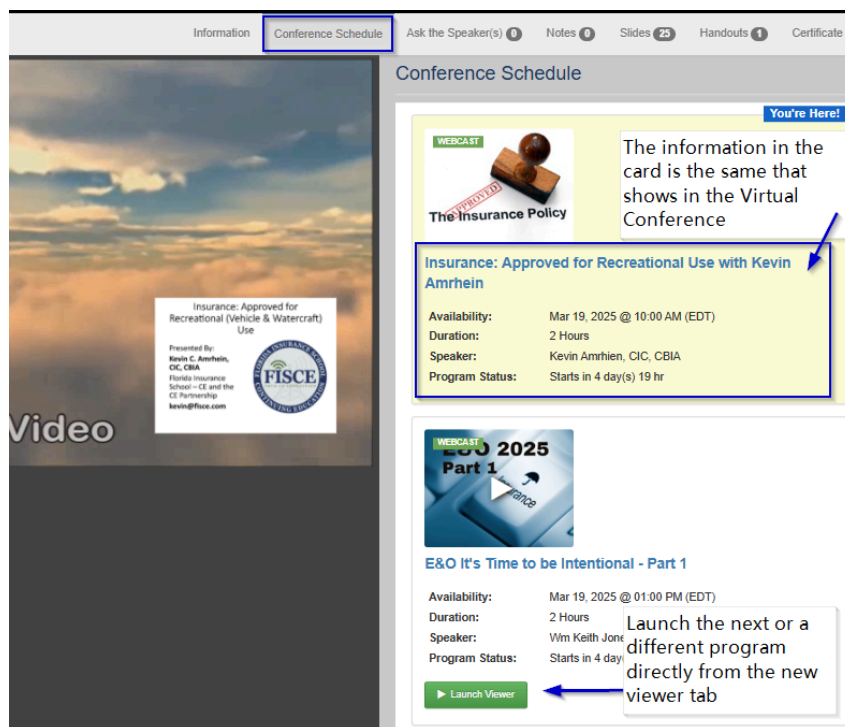 Information Conference Schedule Ask the Speaker(s) 0 Notes 0 Slides 25 Handouts 1 Certificate
Conference Schedule
You're Here!
WEBCAST
APPROVED
The Insurance Policy
The information in the
card is the same that
shows in the Virtual
Conference
Insurance: Approved for Recreational Use with Kevin
Amrhein
Availability: Mar 19, 2025 @ 10:00 AM (EDT)
Duration: 2 Hours
Speaker: Kevin Amrhien, CIC, CBIA
Program Status: Starts in 4 day(s) 19 hr
Insurance: Approved for
Recreational (Vehicle & Watercraft)
Use
Presented By:
Kevin C. Amrhein,
CIC, CBIA
Florida Insurance
School – CE and the
CE Partnership
kevin@fisce.com
FLORIDA INSURANCE SCHOOL
FISCE
CONTINUING EDUCATION
Video
WEBCAST
E&O 2025
Part 1
Insurance
E&O It's Time to be Intentional - Part 1
Availability: Mar 19, 2025 @ 01:00 PM (EDT)
Duration: 2 Hours
Speaker: Wm Keith Jone
Program Status: Starts in 4 day
Launch Viewer
Launch the next or a
different program
directly from the new
viewer tab